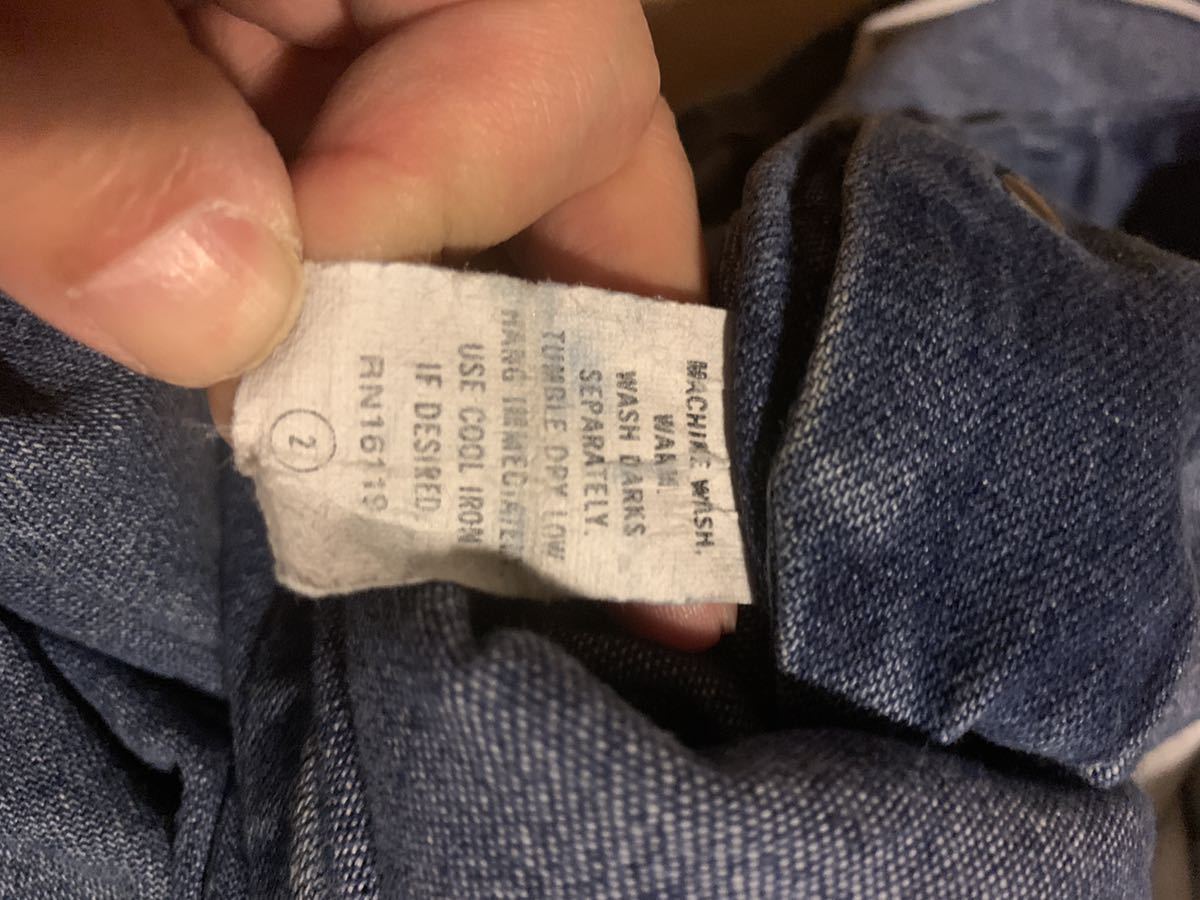 MACHINE WASH.
WARM.
WASH DARKS
SEPARATELY.
TUMBLE DRY LOW
HANG IMMEDIATELY
USE COOL IRON
IF DESIRED
RN16119
2